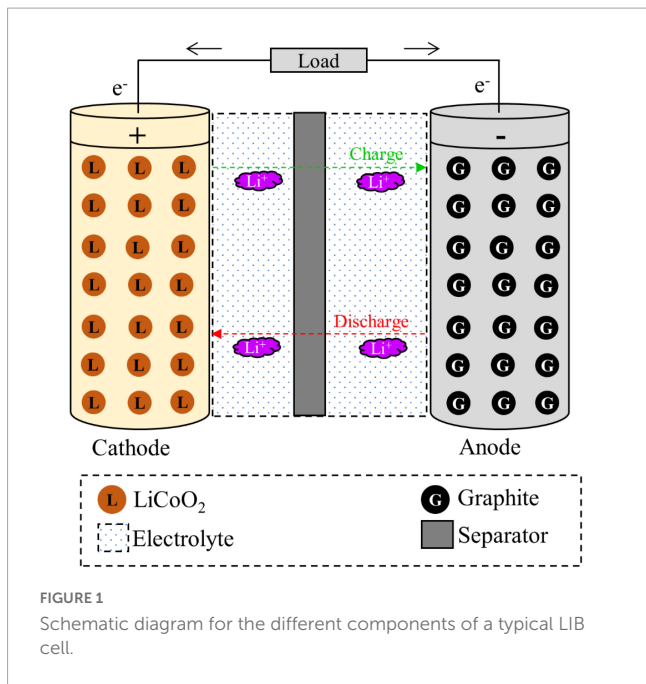 Load
e-
e-
+
-
L L L
G G G
Charge
Li+
Li+
L L L
G G G
L L L
G G G
L L L
G G G
Discharge
L L L
G G G
Li+
Li+
L L L
G G G
L L L
G G G
Cathode
Anode
L LiCoO2
G Graphite
Electrolyte
Separator
FIGURE 1
Schematic diagram for the different components of a typical LIB
cell.